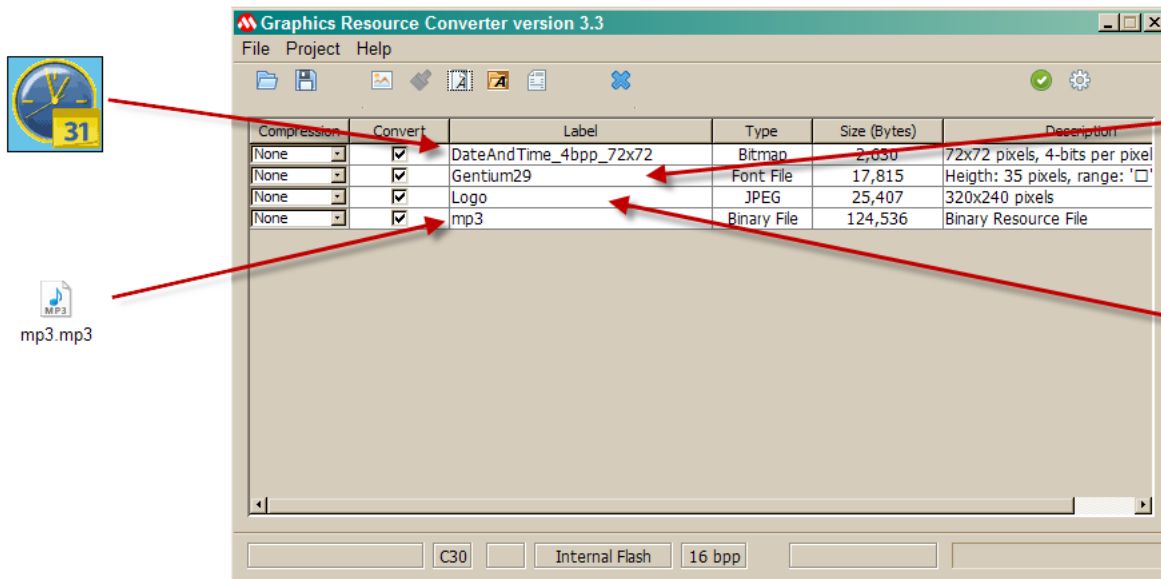 Graphics Resource Converter version 3.3
File Project Help
31
Compression Convert Label Type Size (Bytes) Description
None DateAndTime_4bpp_72x72 Bitmap 2,630 72x72 pixels, 4-bits per pixel
None Gentium29 Font File 17,815 Heigth: 35 pixels, range: '□'
None Logo JPEG 25,407 320x240 pixels
None mp3 Binary File 124,536 Binary Resource File
MP3
mp3.mp3
C30 Internal Flash 16 bpp